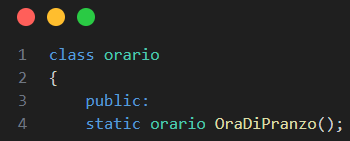 1 class orario
2 {
3     public:
4     static orario OraDiPranzo();